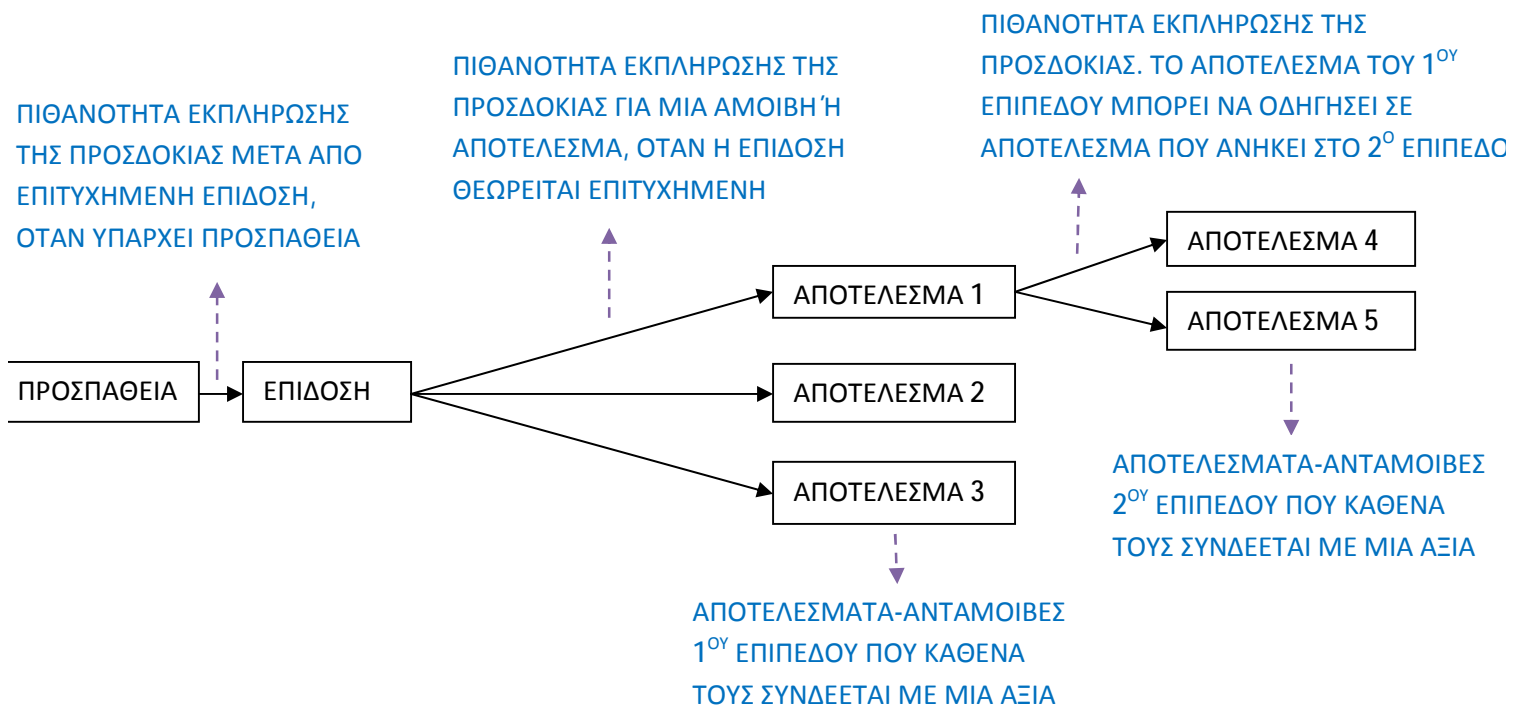 ΠΙΘΑΝΟΤΗΤΑ ΕΚΠΛΗΡΩΣΗΣ
ΤΗΣ ΠΡΟΣΔΟΚΙΑΣ ΜΕΤΑ ΑΠΟ
ΕΠΙΤΥΧΗΜΕΝΗ ΕΠΙΔΟΣΗ,
ΟΤΑΝ ΥΠΑΡΧΕΙ ΠΡΟΣΠΑΘΕΙΑ
ΠΙΘΑΝΟΤΗΤΑ ΕΚΠΛΗΡΩΣΗΣ ΤΗΣ
ΠΡΟΣΔΟΚΙΑΣ ΓΙΑ ΜΙΑ ΑΜΟΙΒΗ Ή
ΑΠΟΤΕΛΕΣΜΑ, ΟΤΑΝ Η ΕΠΙΔΟΣΗ
ΘΕΩΡΕΙΤΑΙ ΕΠΙΤΥΧΗΜΕΝΗ
ΠΙΘΑΝΟΤΗΤΑ ΕΚΠΛΗΡΩΣΗΣ ΤΗΣ
ΠΡΟΣΔΟΚΙΑΣ. ΤΟ ΑΠΟΤΕΛΕΣΜΑ ΤΟΥ 1ΟΥ
ΕΠΙΠΕΔΟΥ ΜΠΟΡΕΙ ΝΑ ΟΔΗΓΗΣΕΙ ΣΕ
ΑΠΟΤΕΛΕΣΜΑ ΠΟΥ ΑΝΗΚΕΙ ΣΤΟ 2Ο ΕΠΙΠΕΔΟ
ΠΡΟΣΠΑΘΕΙΑ
ΕΠΙΔΟΣΗ
ΑΠΟΤΕΛΕΣΜΑ 1
ΑΠΟΤΕΛΕΣΜΑ 2
ΑΠΟΤΕΛΕΣΜΑ 3
ΑΠΟΤΕΛΕΣΜΑ 4
ΑΠΟΤΕΛΕΣΜΑ 5
ΑΠΟΤΕΛΕΣΜΑΤΑ-ΑΝΤΑΜΟΙΒΕΣ
1ΟΥ ΕΠΙΠΕΔΟΥ ΠΟΥ ΚΑΘΕΝΑ
ΤΟΥΣ ΣΥΝΔΕΕΤΑΙ ΜΕ ΜΙΑ ΑΞΙΑ
ΑΠΟΤΕΛΕΣΜΑΤΑ-ΑΝΤΑΜΟΙΒΕΣ
2ΟΥ ΕΠΙΠΕΔΟΥ ΠΟΥ ΚΑΘΕΝΑ
ΤΟΥΣ ΣΥΝΔΕΕΤΑΙ ΜΕ ΜΙΑ ΑΞΙΑ